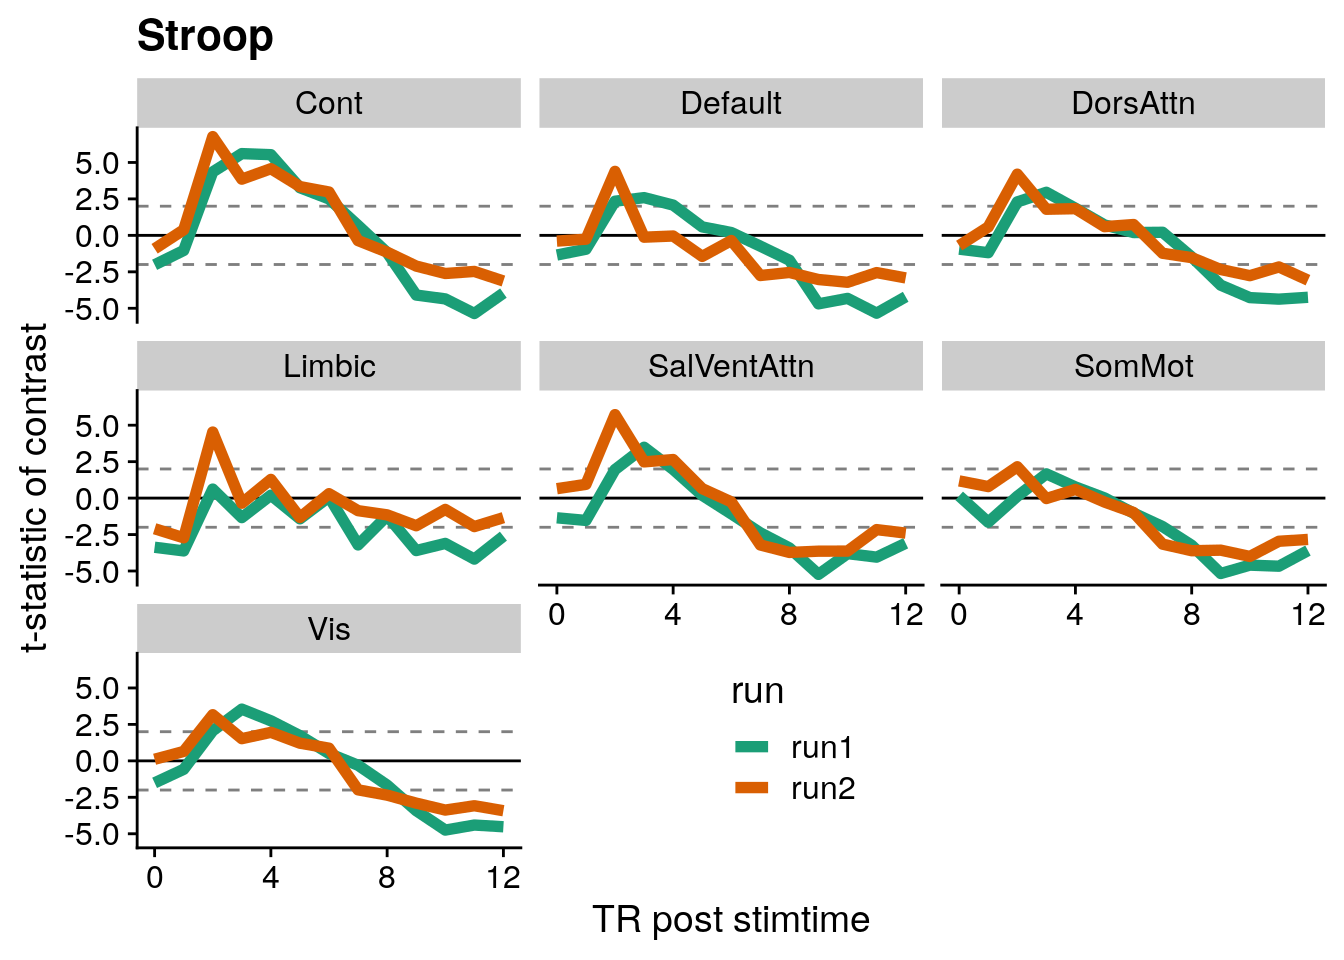 Stroop
Cont
Default
DorsAttn
5.0
2.5
0.0
-2.5
-5.0
Limbic
SalVentAttn
SomMot
5.0
2.5
0.0
-2.5
-5.0
0 4 8 12
0 4 8 12
Vis
5.0
2.5
0.0
-2.5
-5.0
0 4 8 12
t-statistic of contrast
run
run1
run2
TR post stimtime